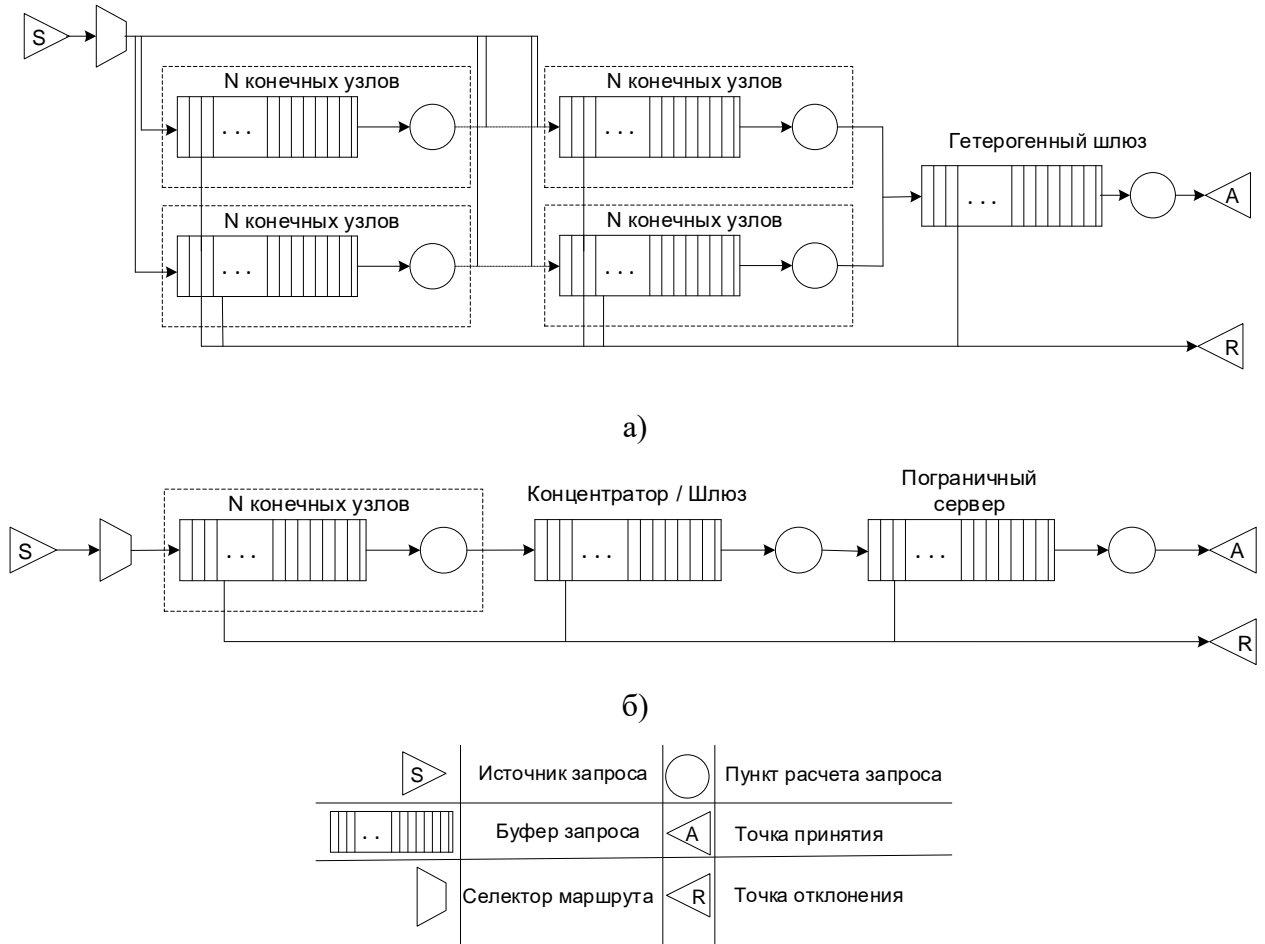 S
N конечных узлов
N конечных узлов
. . .
. . .
Гетерогенный шлюз
N конечных узлов
N конечных узлов
. . .
A
. . .
. . .
R
а)
N конечных узлов
Концентратор / Шлюз
Пограничный
сервер
S
. . .
. . .
. . .
A
R
б)
S
Источник запроса
Пункт расчета запроса
. .
Буфер запроса
A
Точка принятия
Селектор маршрута
R
Точка отклонения